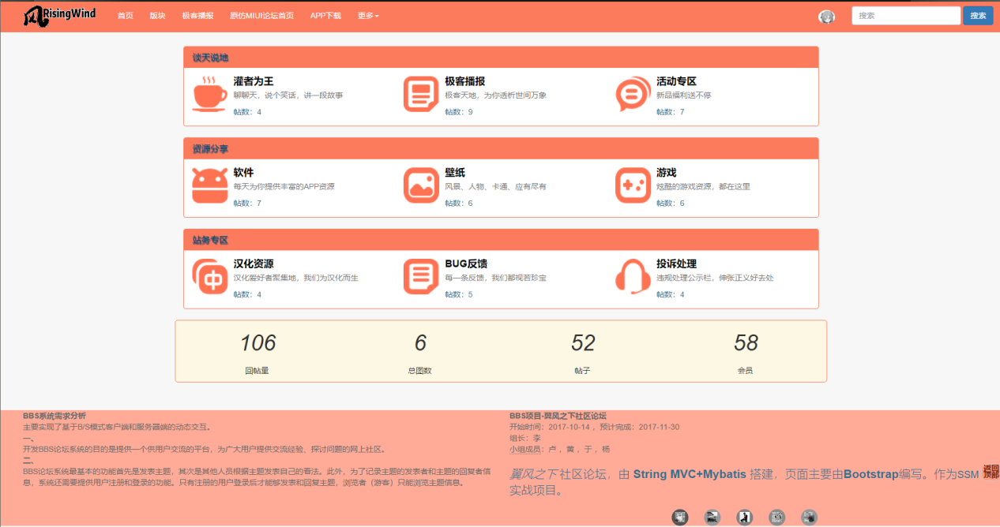 RisingWind 首页 版块 极客播报 原仿MIUI论坛首页 APP下载 更多 搜索 搜索
谈天说地
灌者为王 极客播报 活动专区
聊聊天，说个笑话，讲一段故事 极客天地，为你透析世间万象 新品福利送不停
帖数：4 帖数：9 帖数：7
资源分享
软件 壁纸 游戏
每天为你提供丰富的APP资源 风景、人物、卡通、应有尽有 炫酷的游戏资源，都在这里
帖数：7 帖数：6 帖数：6
站务专区
汉化资源 BUG反馈 投诉处理
汉化爱好者聚集地，我们为汉化而生 每一条反馈，我们都视若珍宝 违规处理公示栏，伸张正义好去处
帖数：4 帖数：5 帖数：4
106 6 52 58
回帖量 总图数 帖子 会员
BBS系统需求分析
主要实现了基于B/S模式客户端和服务器端的动态交互。
一、
开发BBS论坛系统的目的是提供一个供用户交流的平台，为广大用户提供交流经验、探讨问题的网上社区。
二、
BBS论坛系统最基本的功能首先是发表主题，其次是其他人员根据主题发表自己的看法。此外，为了记录主题的发表者和主题的回复者信
息，系统还需要提供用户注册和登录的功能。只有注册的用户登录后才能够发表和回复主题，浏览者（游客）只能浏览主题信息。
BBS项目-巽风之下社区论坛
开始时间：2017-10-14 ，预计完成：2017-11-30
组长：李
小组成员：卢 ，黄 ，于 ，杨
巽风之下社区论坛，由 String MVC+Mybatis 搭建，页面主要由Bootstrap编写。作为SSM
实战项目。
返回
顶部